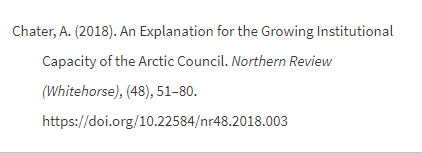 Chater, A. (2018). An Explanation for the Growing Institutional
Capacity of the Arctic Council. Northern Review
(Whitehorse), (48), 51–80.
https://doi.org/10.22584/nr48.2018.003